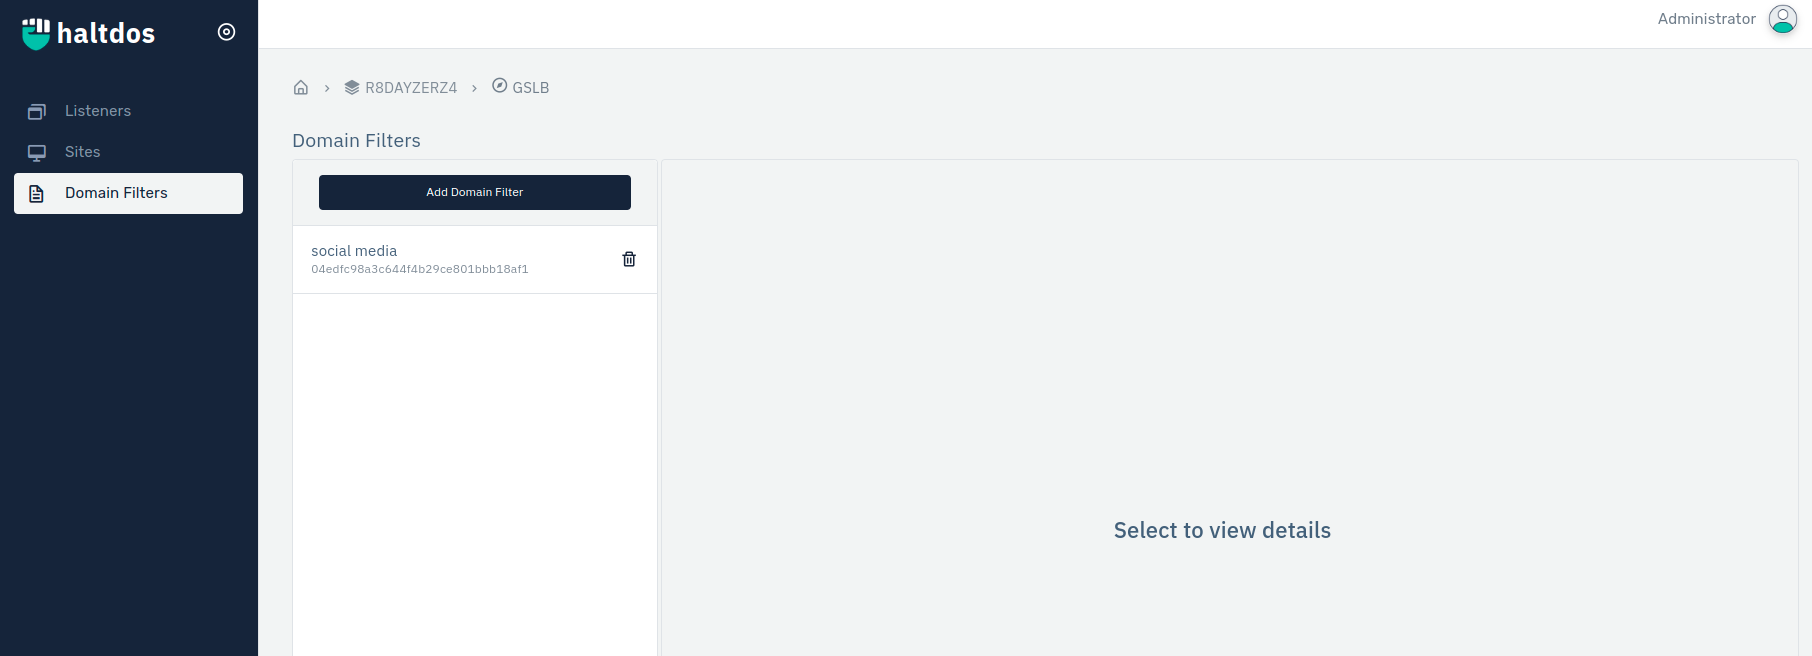 haltdos
Administrator
Listeners
Sites
Domain Filters
R8DAYZERZ4
GSLB
Domain Filters
Add Domain Filter
social media
04edfc98a3c644f4b29ce801bbb18af1
Select to view details